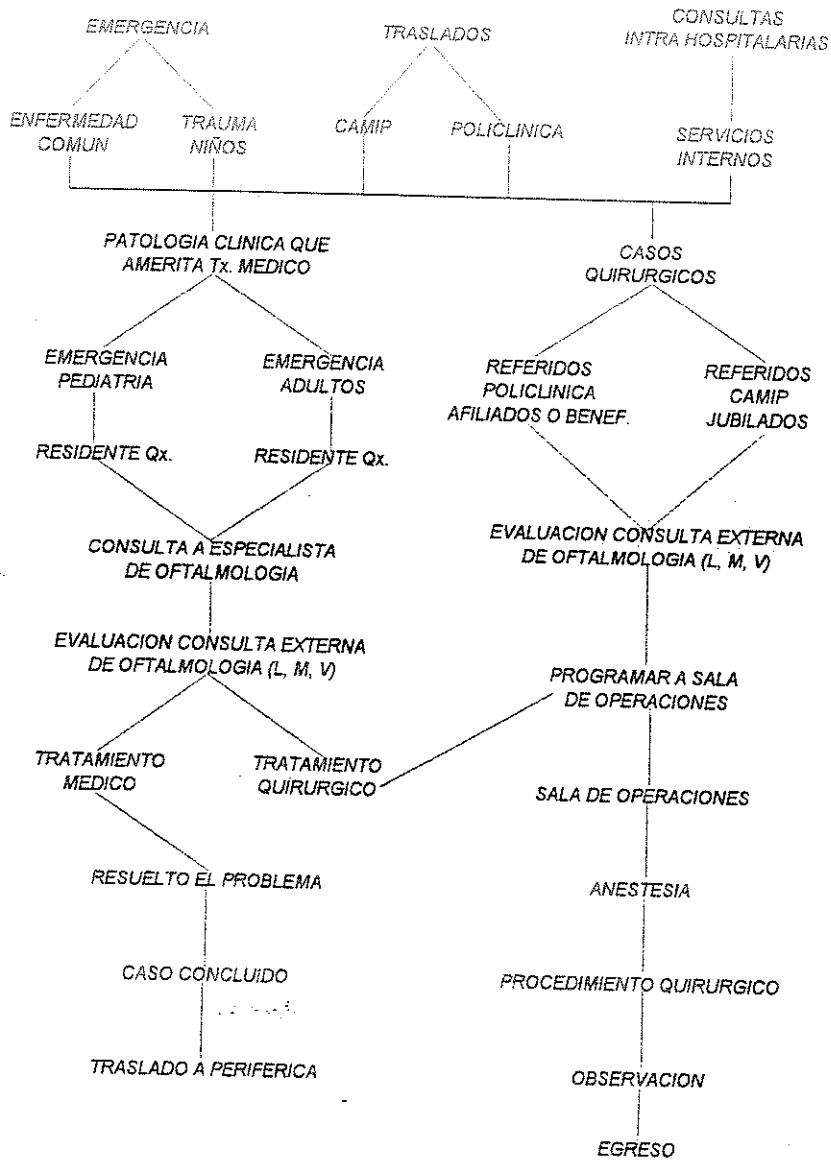 EMERGENCIA
TRASLADOS
CONSULTAS
INTRA HOSPITALARIAS
ENFERMEDAD
COMUN
TRAUMA
NIÑOS
CAMIP
POLICLINICA
SERVICIOS
INTERNOS
PATOLOGIA CLINICA QUE
AMERITA Tx. MEDICO
CASOS
QUIRURGICOS
EMERGENCIA
PEDIATRIA
EMERGENCIA
ADULTOS
REFERIDOS
POLICLINICA
AFILIADOS O BENEF.
REFERIDOS
CAMIP
JUBILADOS
RESIDENTE Qx.
RESIDENTE Qx.
CONSULTA A ESPECIALISTA
DE OFTALMOLOGIA
EVALUACION CONSULTA EXTERNA
DE OFTALMOLOGIA (L, M, V)
EVALUACION CONSULTA EXTERNA
DE OFTALMOLOGIA (L, M, V)
PROGRAMAR A SALA
DE OPERACIONES
TRATAMIENTO
MEDICO
TRATAMIENTO
QUIRURGICO
SALA DE OPERACIONES
RESUELTO EL PROBLEMA
ANESTESIA
CASO CONCLUIDO
PROCEDIMIENTO QUIRURGICO
TRASLADO A PERIFERICA
OBSERVACION
EGRESO